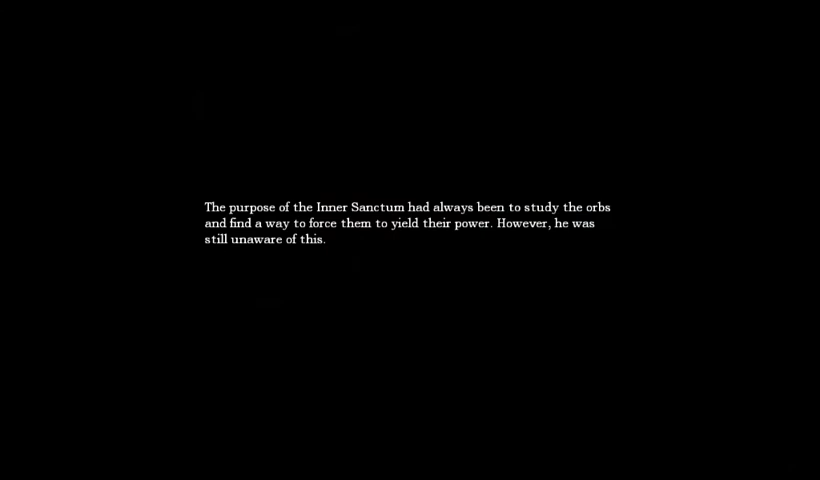 The purpose of the Inner Sanctum had always been to study the orbs
and find a way to force them to yield their power. However, he was
still unaware of this.